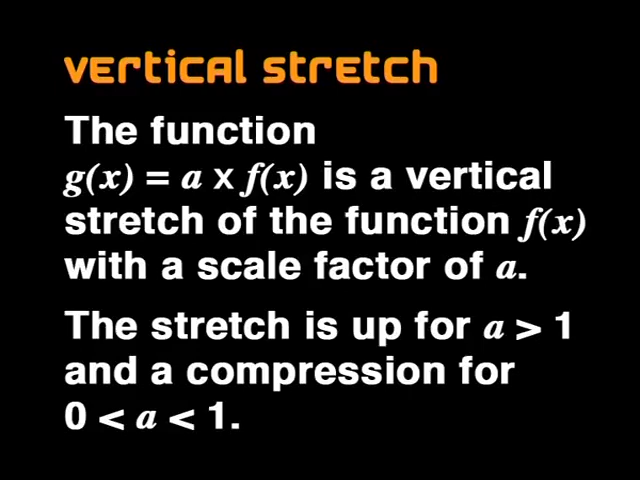 vertical stretch
The function
g(x) = a x f(x) is a vertical
stretch of the function f(x)
with a scale factor of a.
The stretch is up for a > 1
and a compression for
0 < a < 1.